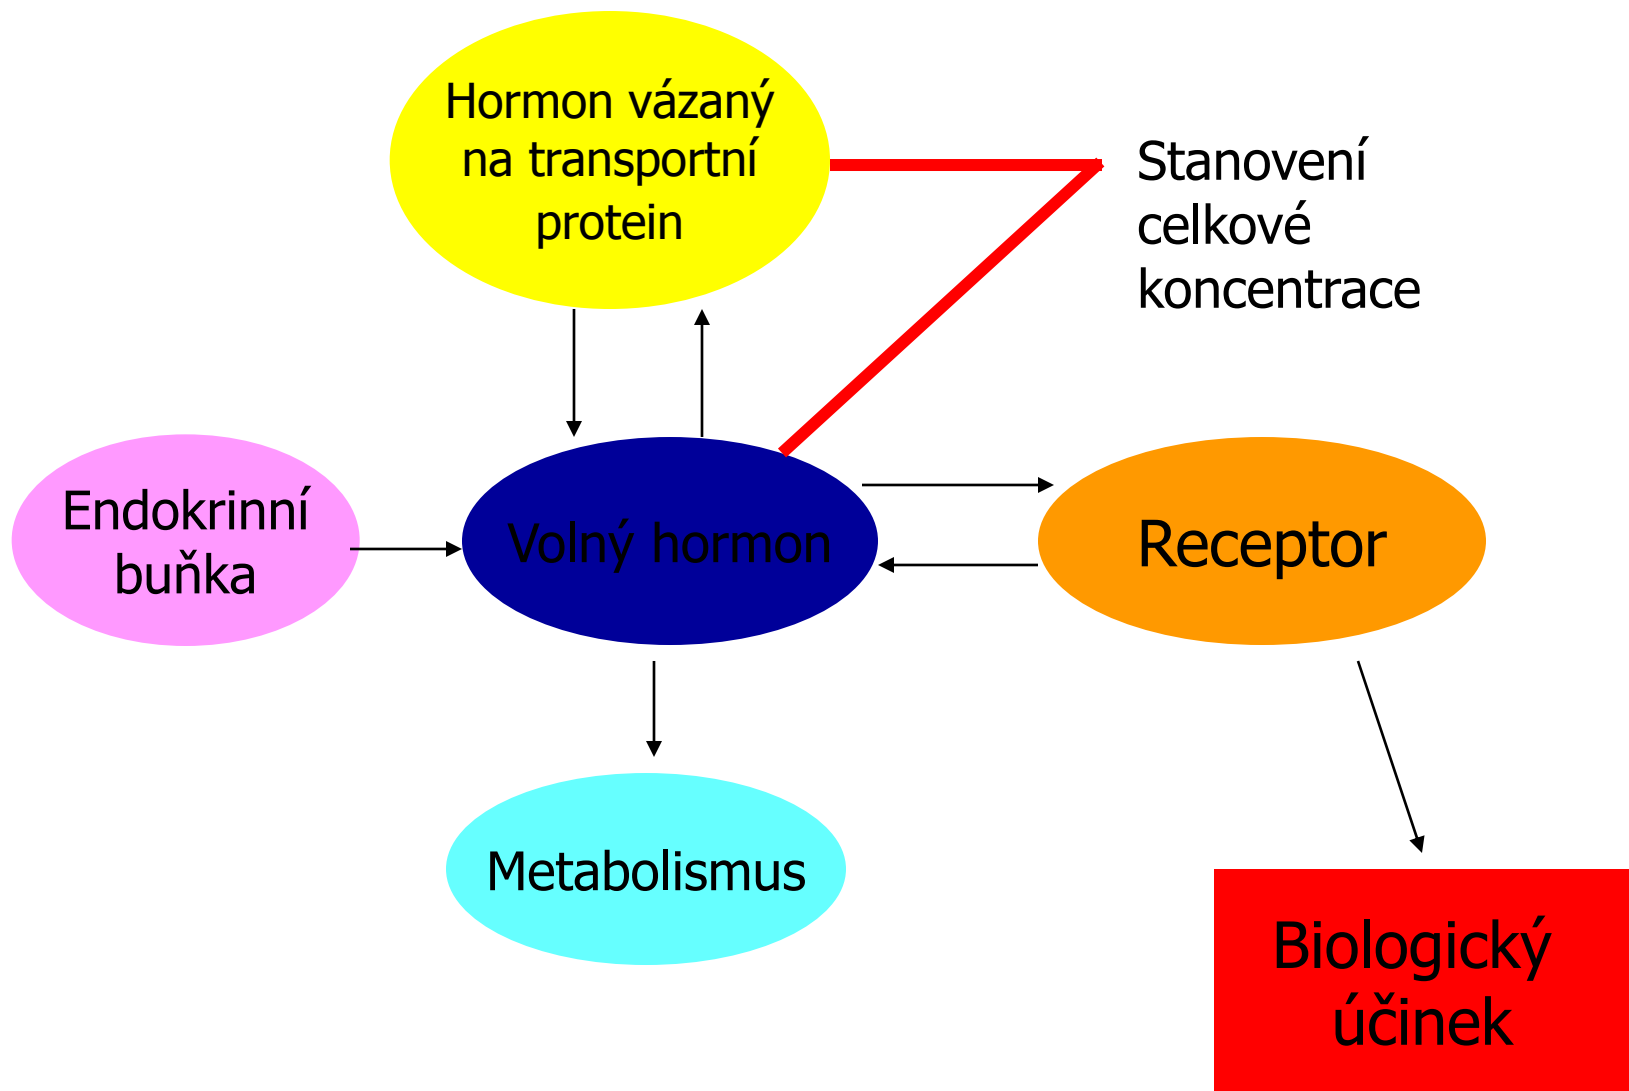 Hormon vázaný
na transportní
protein
Stanovení
celkové
koncentrace
Endokrinní
buňka
Volný hormon
Receptor
Metabolismus
Biologický
účinek